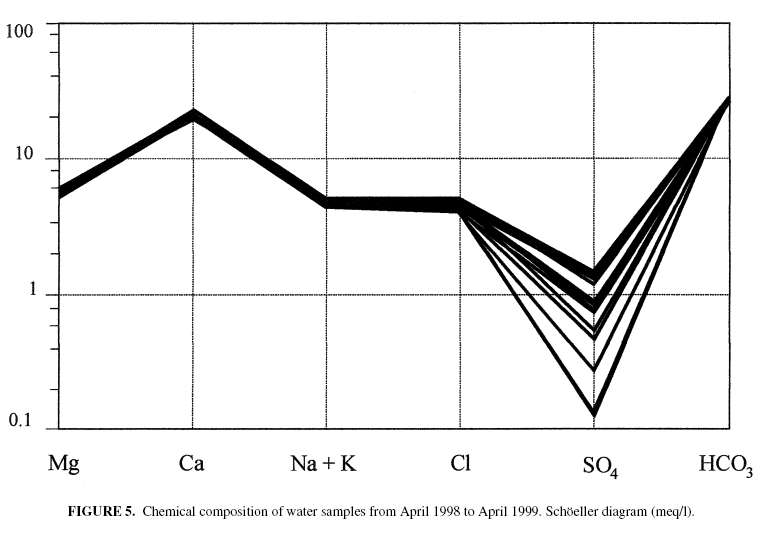 100
10
1
0.1
Mg Ca Na + K Cl SO4 HCO3
FIGURE 5. Chemical composition of water samples from April 1998 to April 1999. Schöeller diagram (meq/l).